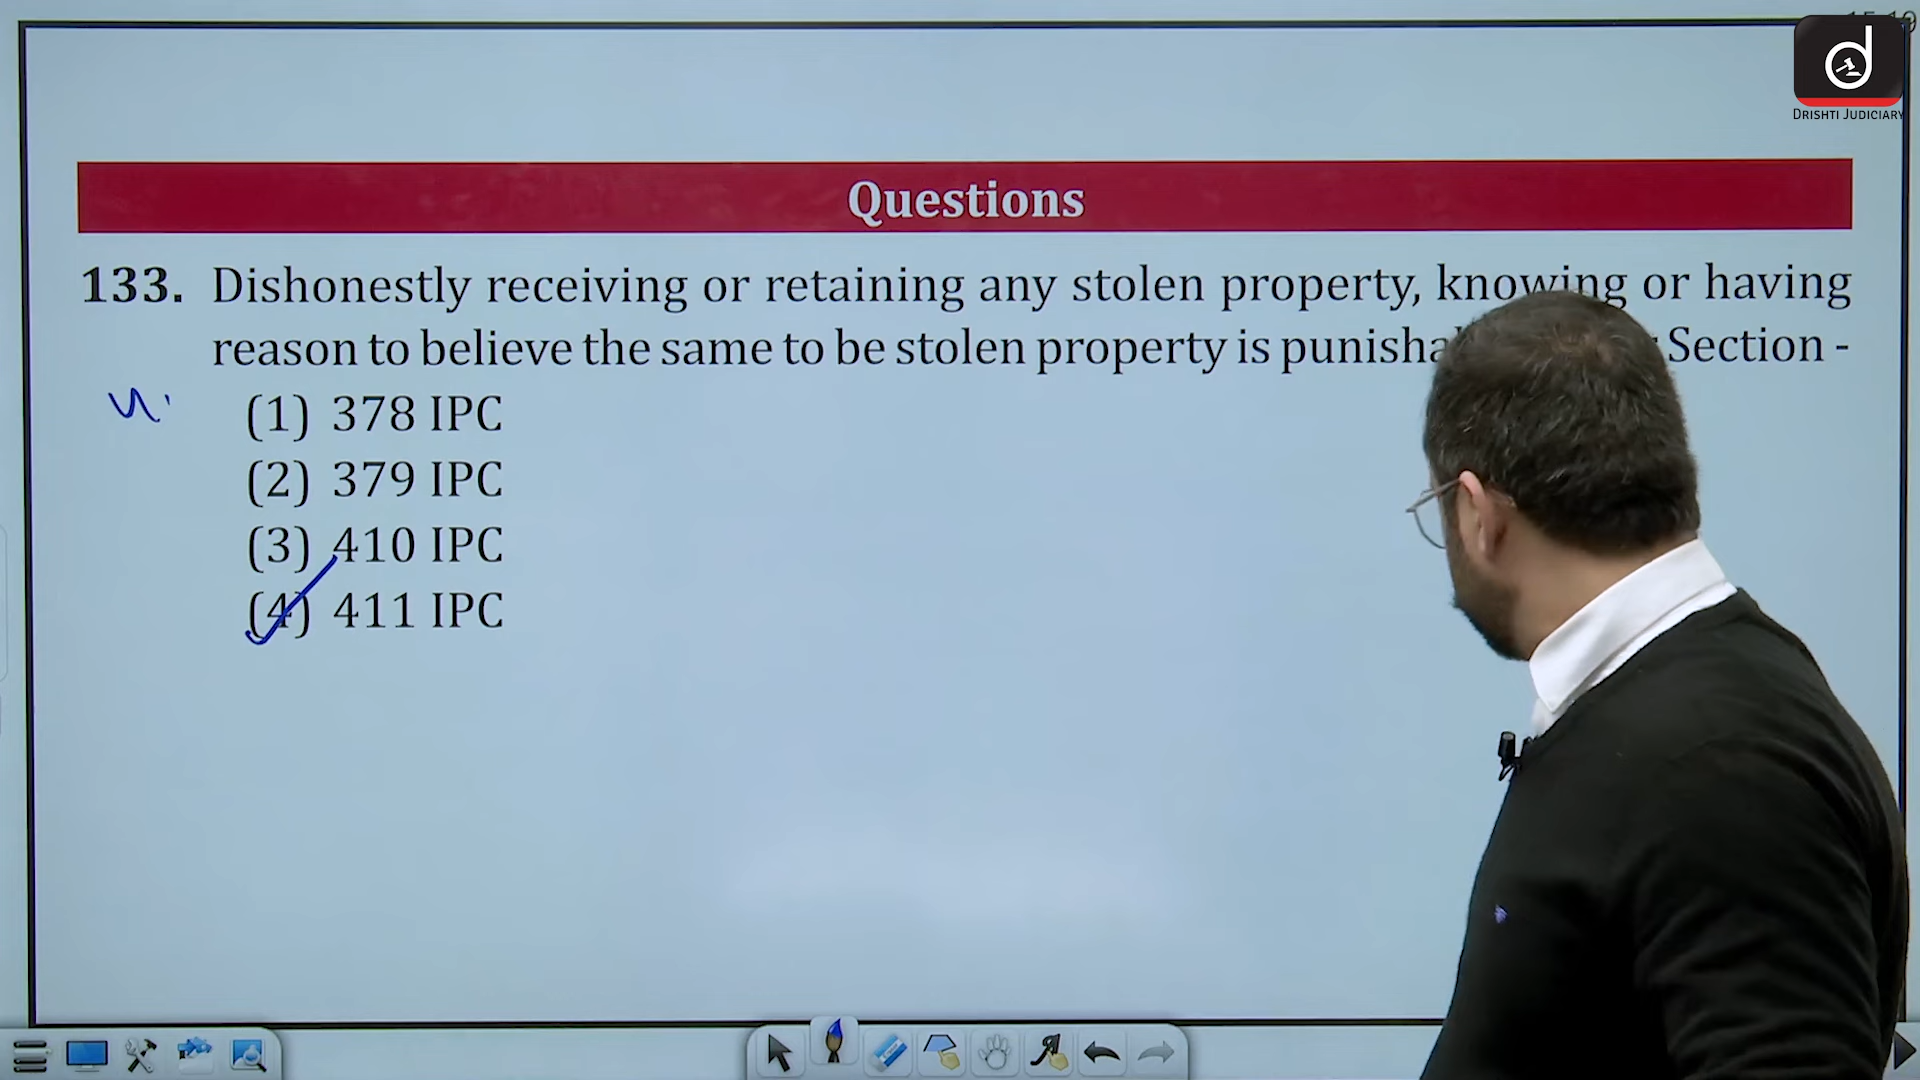 DRISHTI JUDICIARY
Questions
133. Dishonestly receiving or retaining any stolen property, knowing or having
reason to believe the same to be stolen property is Section -
(1) 378 IPC
(2) 379 IPC
(3) 410 IPC
(4) 411 IPC